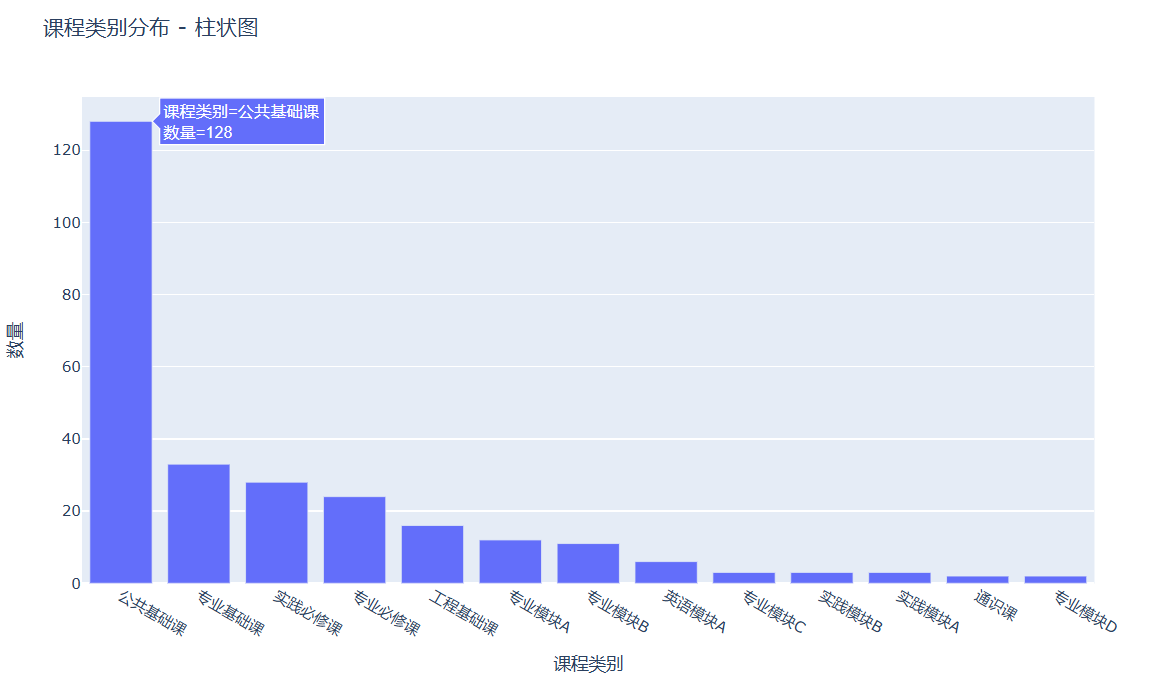 课程类别分布 - 柱状图
课程类别=公共基础课
数量=128
120
100
80
60
40
20
0
数量
公共基础课
专业基础课
实践必修课
专业必修课
工程基础课
专业模块A
专业模块B
英语模块A
专业模块C
实践模块B
实践模块A
通识课
专业模块D
课程类别